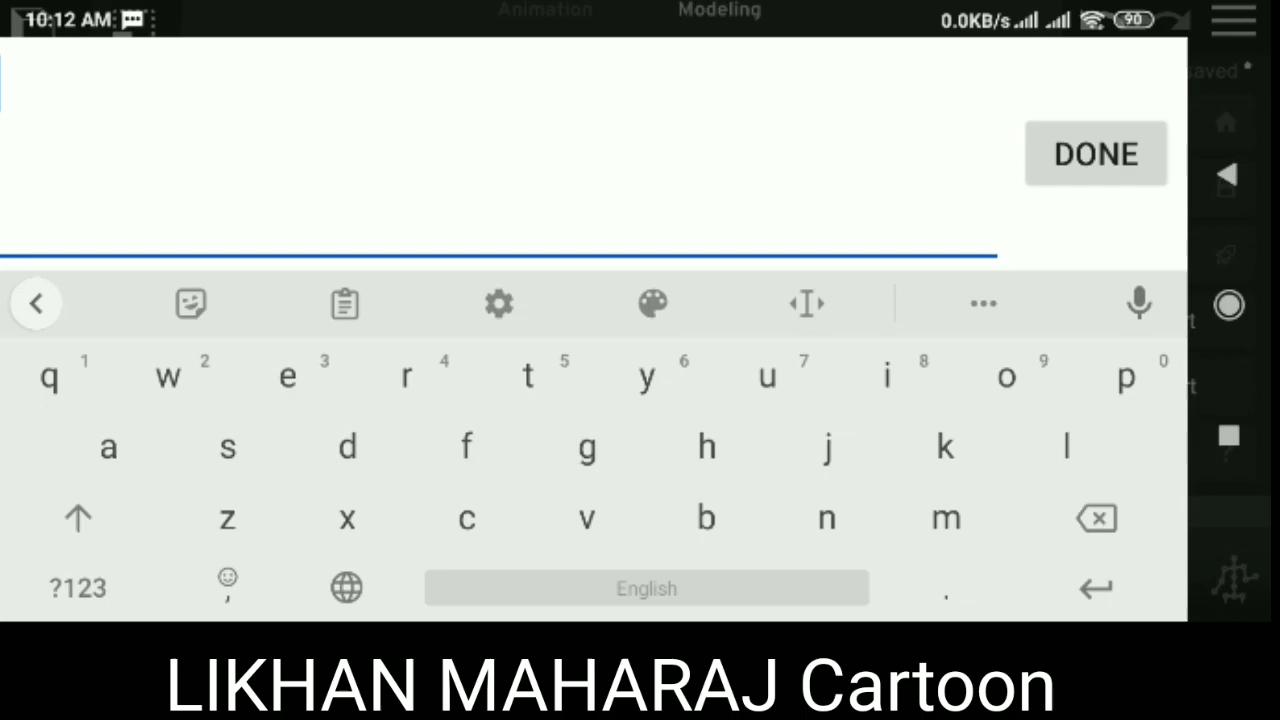 Animation Modeling
10:12 AM 0.0KB/s 90
saved
DONE
q 1 w 2 e 3 r 4 t 5 y 6 u 7 i 8 o 9 p 0
a s d f g h j k l
z x c v b n m
?123 , English .
LIKHAN MAHARAJ Cartoon